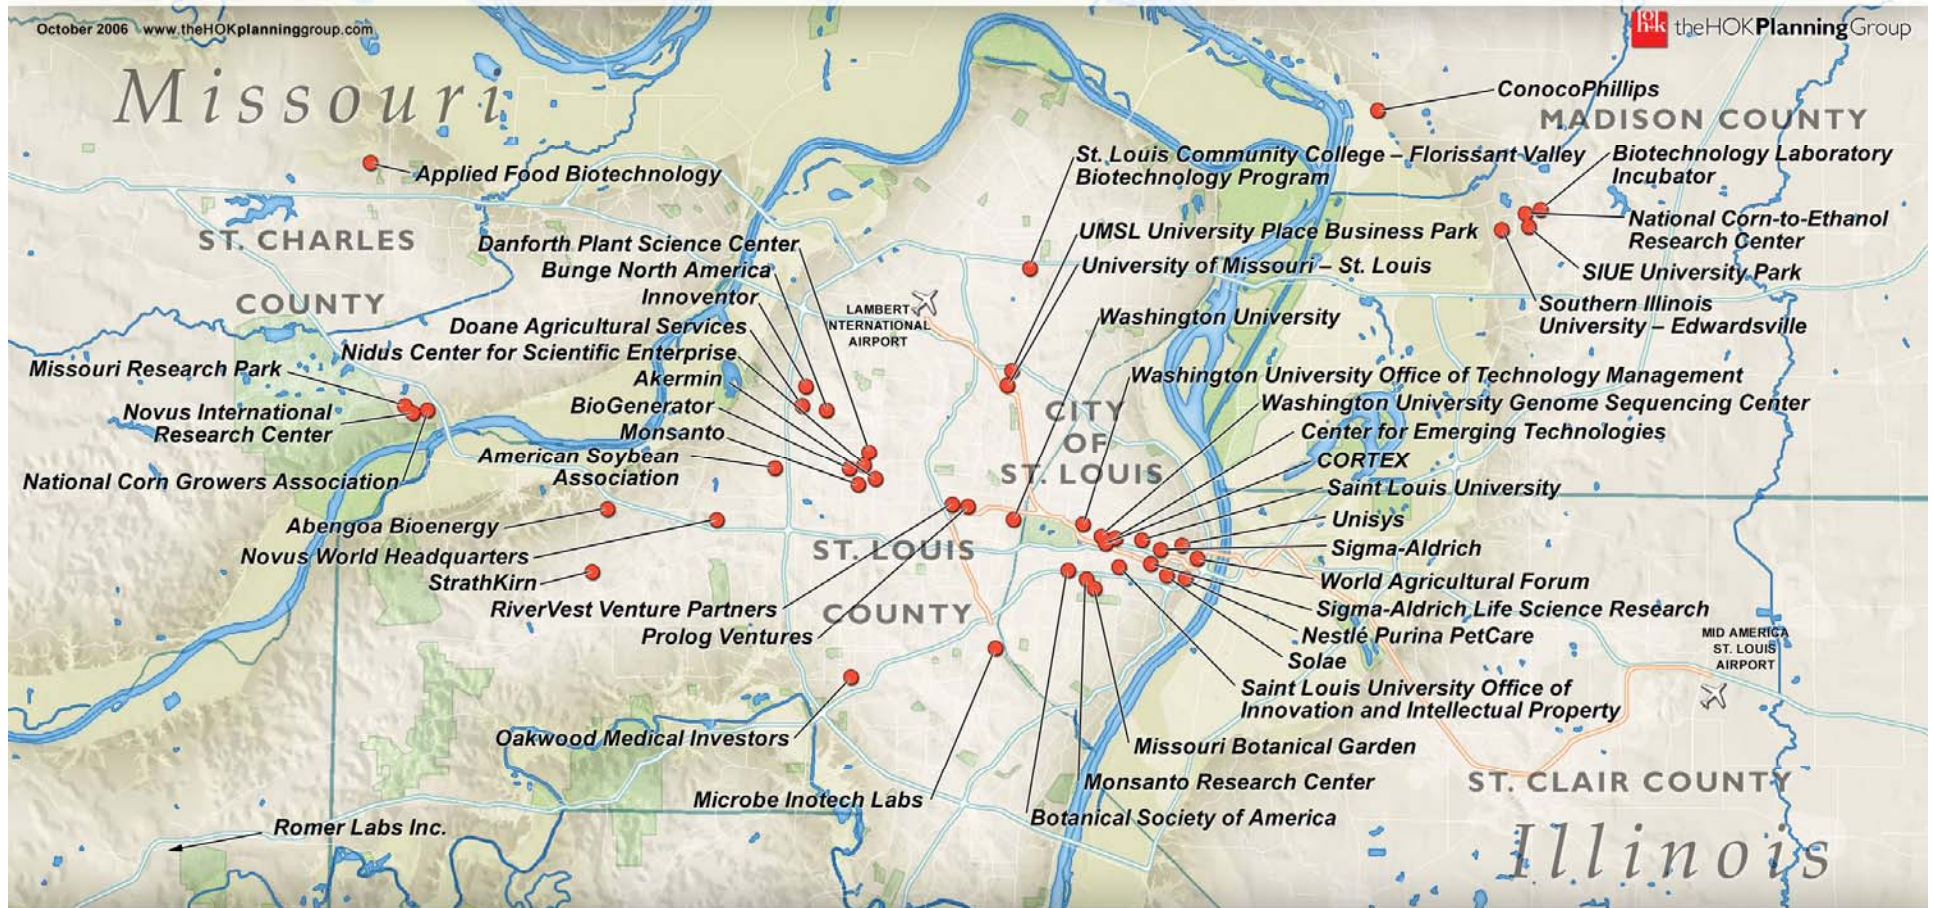 October 2006 www.theHOKplanninggroup.com
hok theHOKPlanningGroup
Missouri
ConocoPhillips
MADISON COUNTY
St. Louis Community College – Florissant Valley
Biotechnology Program
Biotechnology Laboratory
Incubator
Applied Food Biotechnology
National Corn-to-Ethanol
Research Center
ST. CHARLES
COUNTY
Danforth Plant Science Center
UMSL University Place Business Park
University of Missouri – St. Louis
SIUE University Park
Bunge North America
Innoventor
LAMBERT
INTERNATIONAL
AIRPORT
Washington University
Southern Illinois
University – Edwardsville
Doane Agricultural Services
Nidus Center for Scientific Enterprise
Missouri Research Park
Akermin
Washington University Office of Technology Management
BioGenerator
Washington University Genome Sequencing Center
Novus International
Research Center
CITY
OF
ST. LOUIS
Monsanto
Center for Emerging Technologies
American Soybean
Association
CORTEX
National Corn Growers Association
Saint Louis University
Abengoa Bioenergy
Unisys
Novus World Headquarters
ST. LOUIS
COUNTY
Sigma-Aldrich
StrathKirn
World Agricultural Forum
RiverVest Venture Partners
Sigma-Aldrich Life Science Research
Prolog Ventures
Nestlé Purina PetCare
MID AMERICA
ST. LOUIS
AIRPORT
Solae
Saint Louis University Office of
Innovation and Intellectual Property
Oakwood Medical Investors
Missouri Botanical Garden
Monsanto Research Center
ST. CLAIR COUNTY
Microbe Inotech Labs
Botanical Society of America
Romer Labs Inc.
Illinois